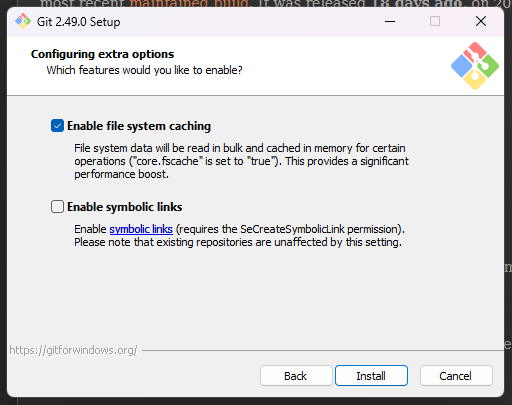 most recent maintained build. It was released 18 days ago, on 20
Git 2.49.0 Setup
Configuring extra options
Which features would you like to enable?
Enable file system caching
File system data will be read in bulk and cached in memory for certain
operations ("core.fscache" is set to "true"). This provides a significant
performance boost.
Enable symbolic links
Enable symbolic links (requires the SeCreateSymbolicLink permission).
Please note that existing repositories are unaffected by this setting.
https://gitforwindows.org/
Back
Install
Cancel